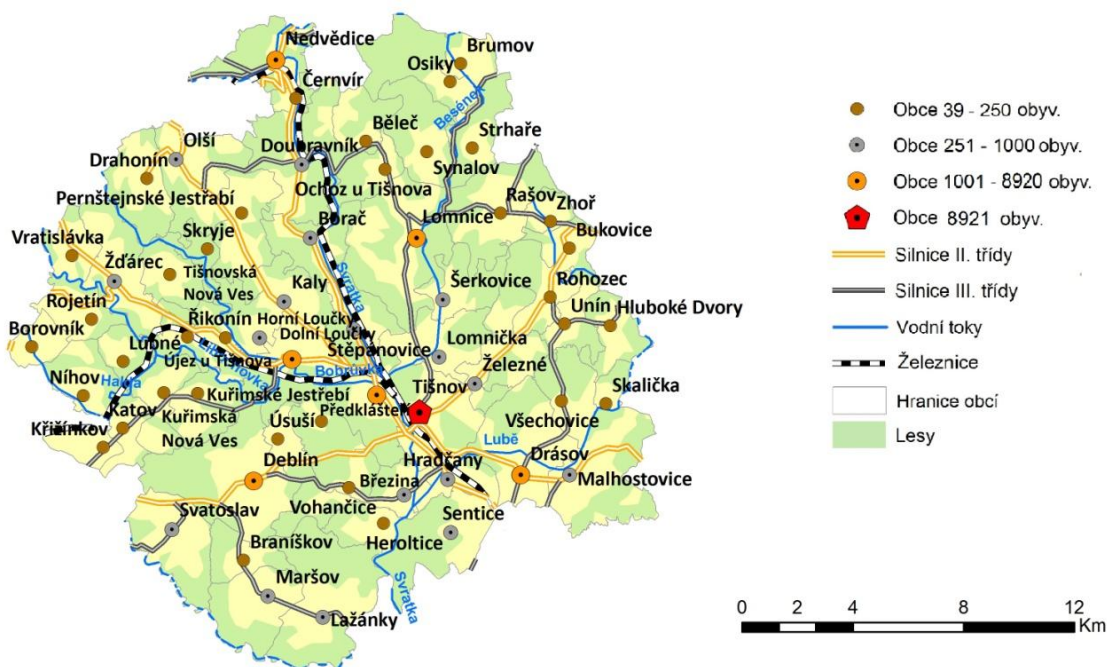 Nedvědice
Brumov
Osiky
Černvír
Besének
Běleč
Strhaře
Olší
Doubravník
Drahonín
Synalov
Ochoz u Tišnova
Pernštejnské Jestřabí
Rašov
Zhoř
Borač
Lomnice
Bukovice
Vratislávka
Skryje
Žďárec
Svratka
Tišnovská
Nová Ves
Kaly
Šerkovice
Rohozec
Rojetín
Unín
Hluboké Dvory
Řikonín
Horní Loučky
Dolní Loučky
Borovník
Lubné
Štěpánovice
Lomnička
Újez u Tišnova
Železné
Bobrůvka
Níhov
Haľda
Tišnov
Skalička
Kuřimské Jestřebí
Katov
Předklášteří
Kuřimská
Nová Ves
Úsuší
Všechovice
Křižínkov
Lubě
Deblín
Hradčany
Drásov
Březina
Malhostovice
Svatoslav
Vohančice
Sentice
Braníškov
Heroltice
Maršov
Svratka
Lažánky
Obce 39 - 250 obyv.
Obce 251 - 1000 obyv.
Obce 1001 - 8920 obyv.
Obce 8921 obyv.
Silnice II. třídy
Silnice III. třídy
Vodní toky
Železnice
Hranice obcí
Lesy
0 2 4 8 12
Km